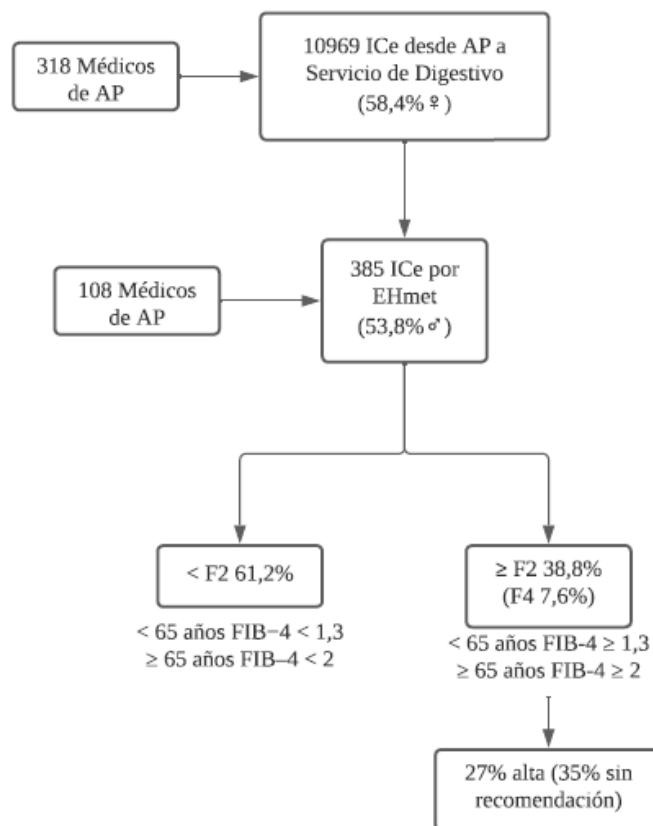 318 Médicos
de AP
10969 ICe desde AP a
Servicio de Digestivo
(58,4% ♀)
108 Médicos
de AP
385 ICe por
EHmet
(53,8% ♂)
< F2 61,2%
< 65 años FIB−4 < 1,3
≥ 65 años FIB–4 < 2
≥ F2 38,8%
(F4 7,6%)
< 65 años FIB-4 ≥ 1,3
≥ 65 años FIB-4 ≥ 2
27% alta (35% sin
recomendación)